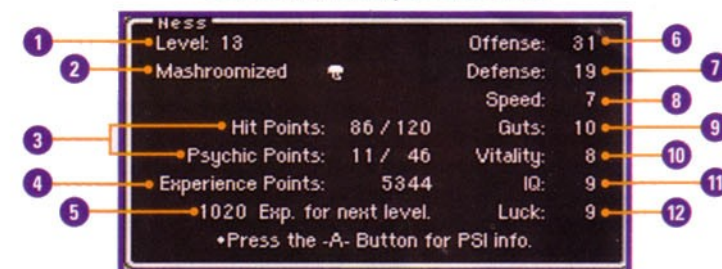 Ness
1 Level: 13 Offense: 31 6
2 Mashroomized Defense: 19 7
Speed: 7 8
3 Hit Points: 86 / 120 Guts: 10 9
Psychic Points: 11 / 46 Vitality: 8 10
4 Experience Points: 5344 IQ: 9 11
5 1020 Exp. for next level. Luck: 9 12
•Press the -A- Button for PSI info.